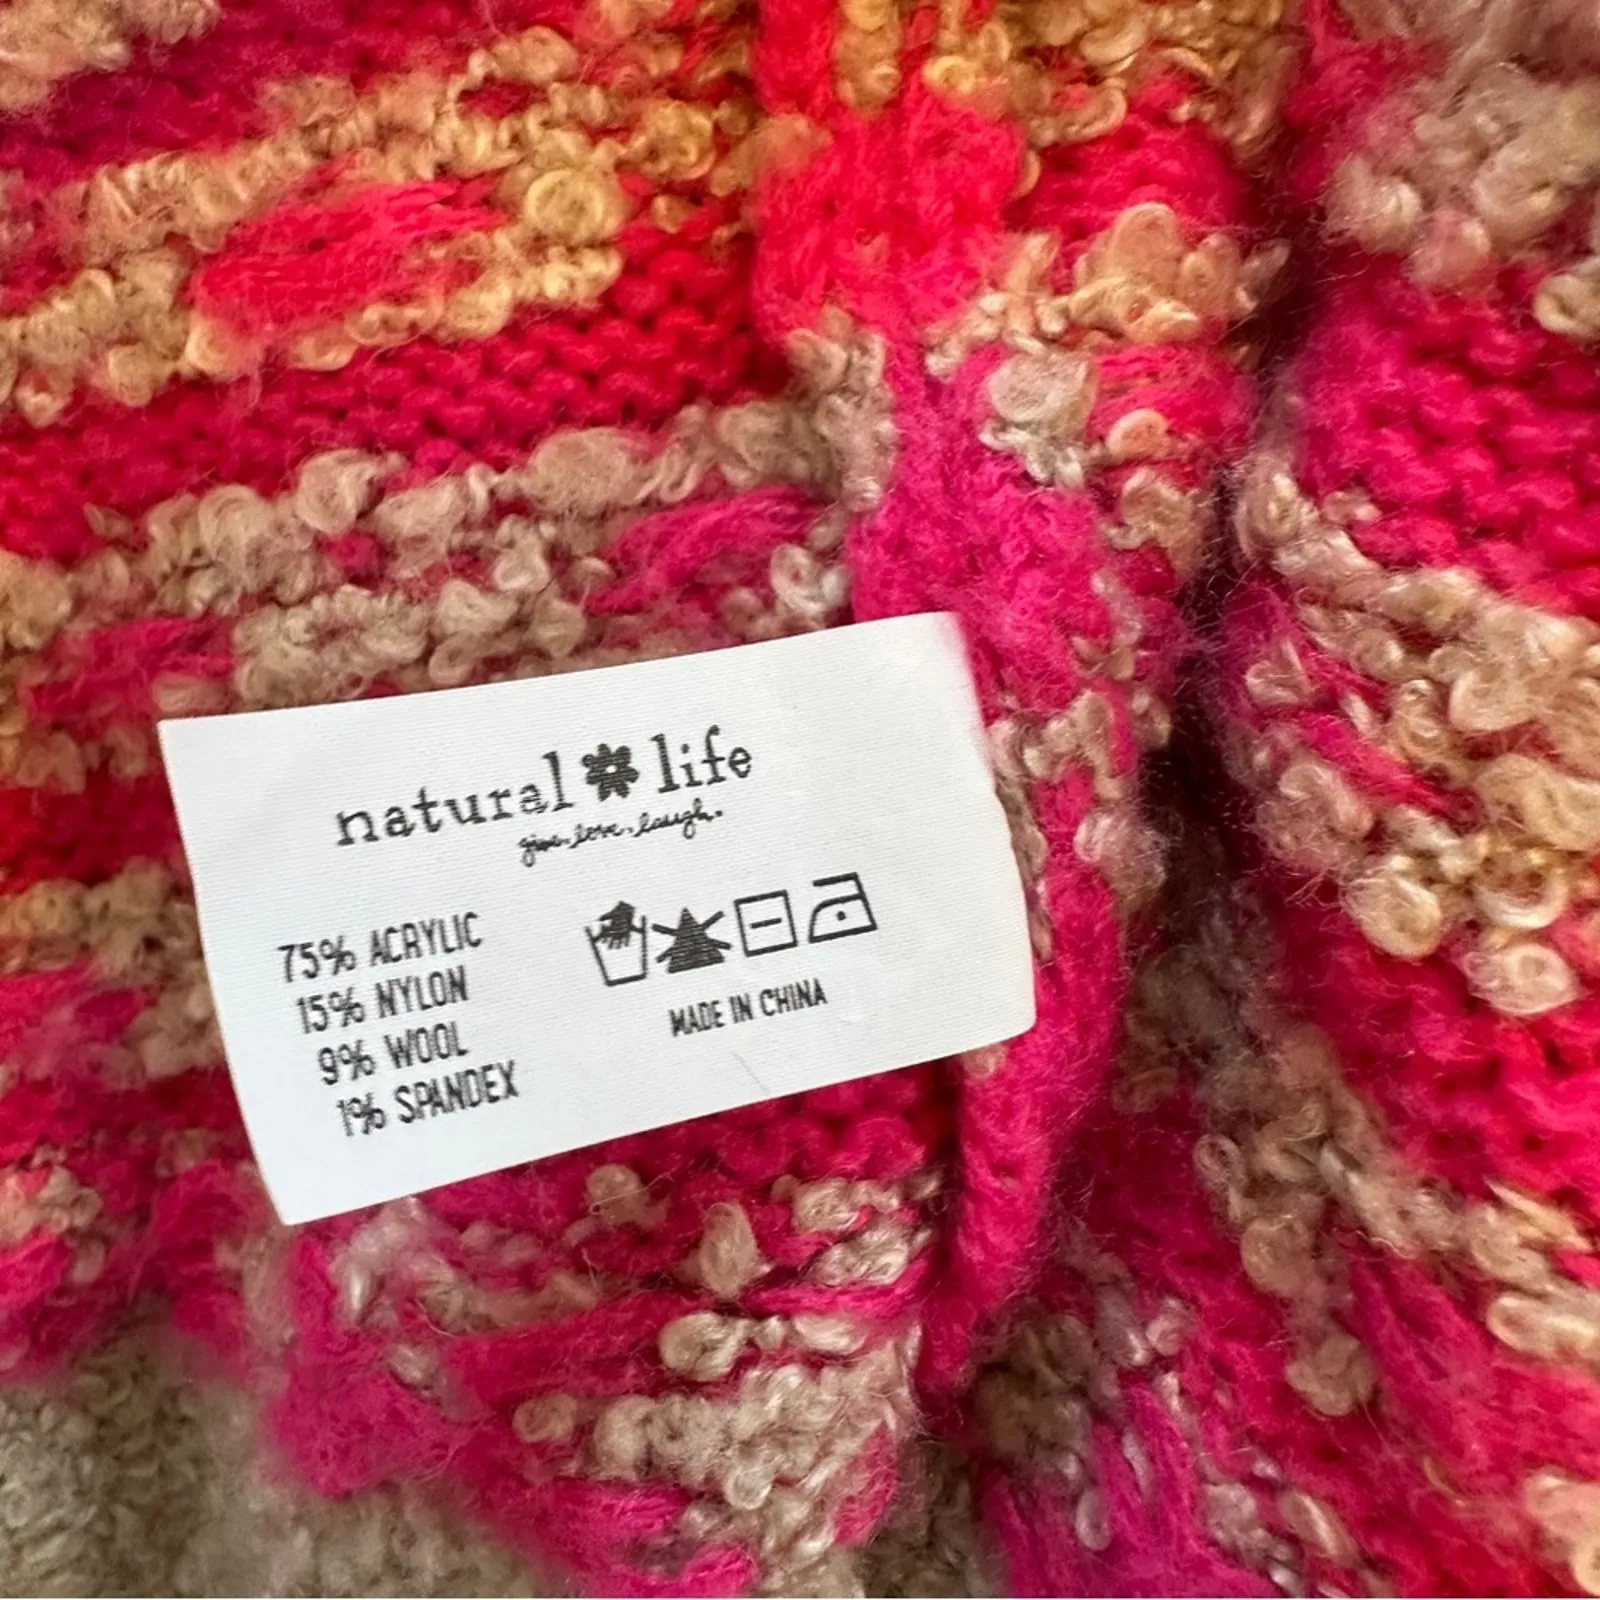 natural life
give. love. laugh.
75% ACRYLIC
15% NYLON
9% WOOL
1% SPANDEX
MADE IN CHINA